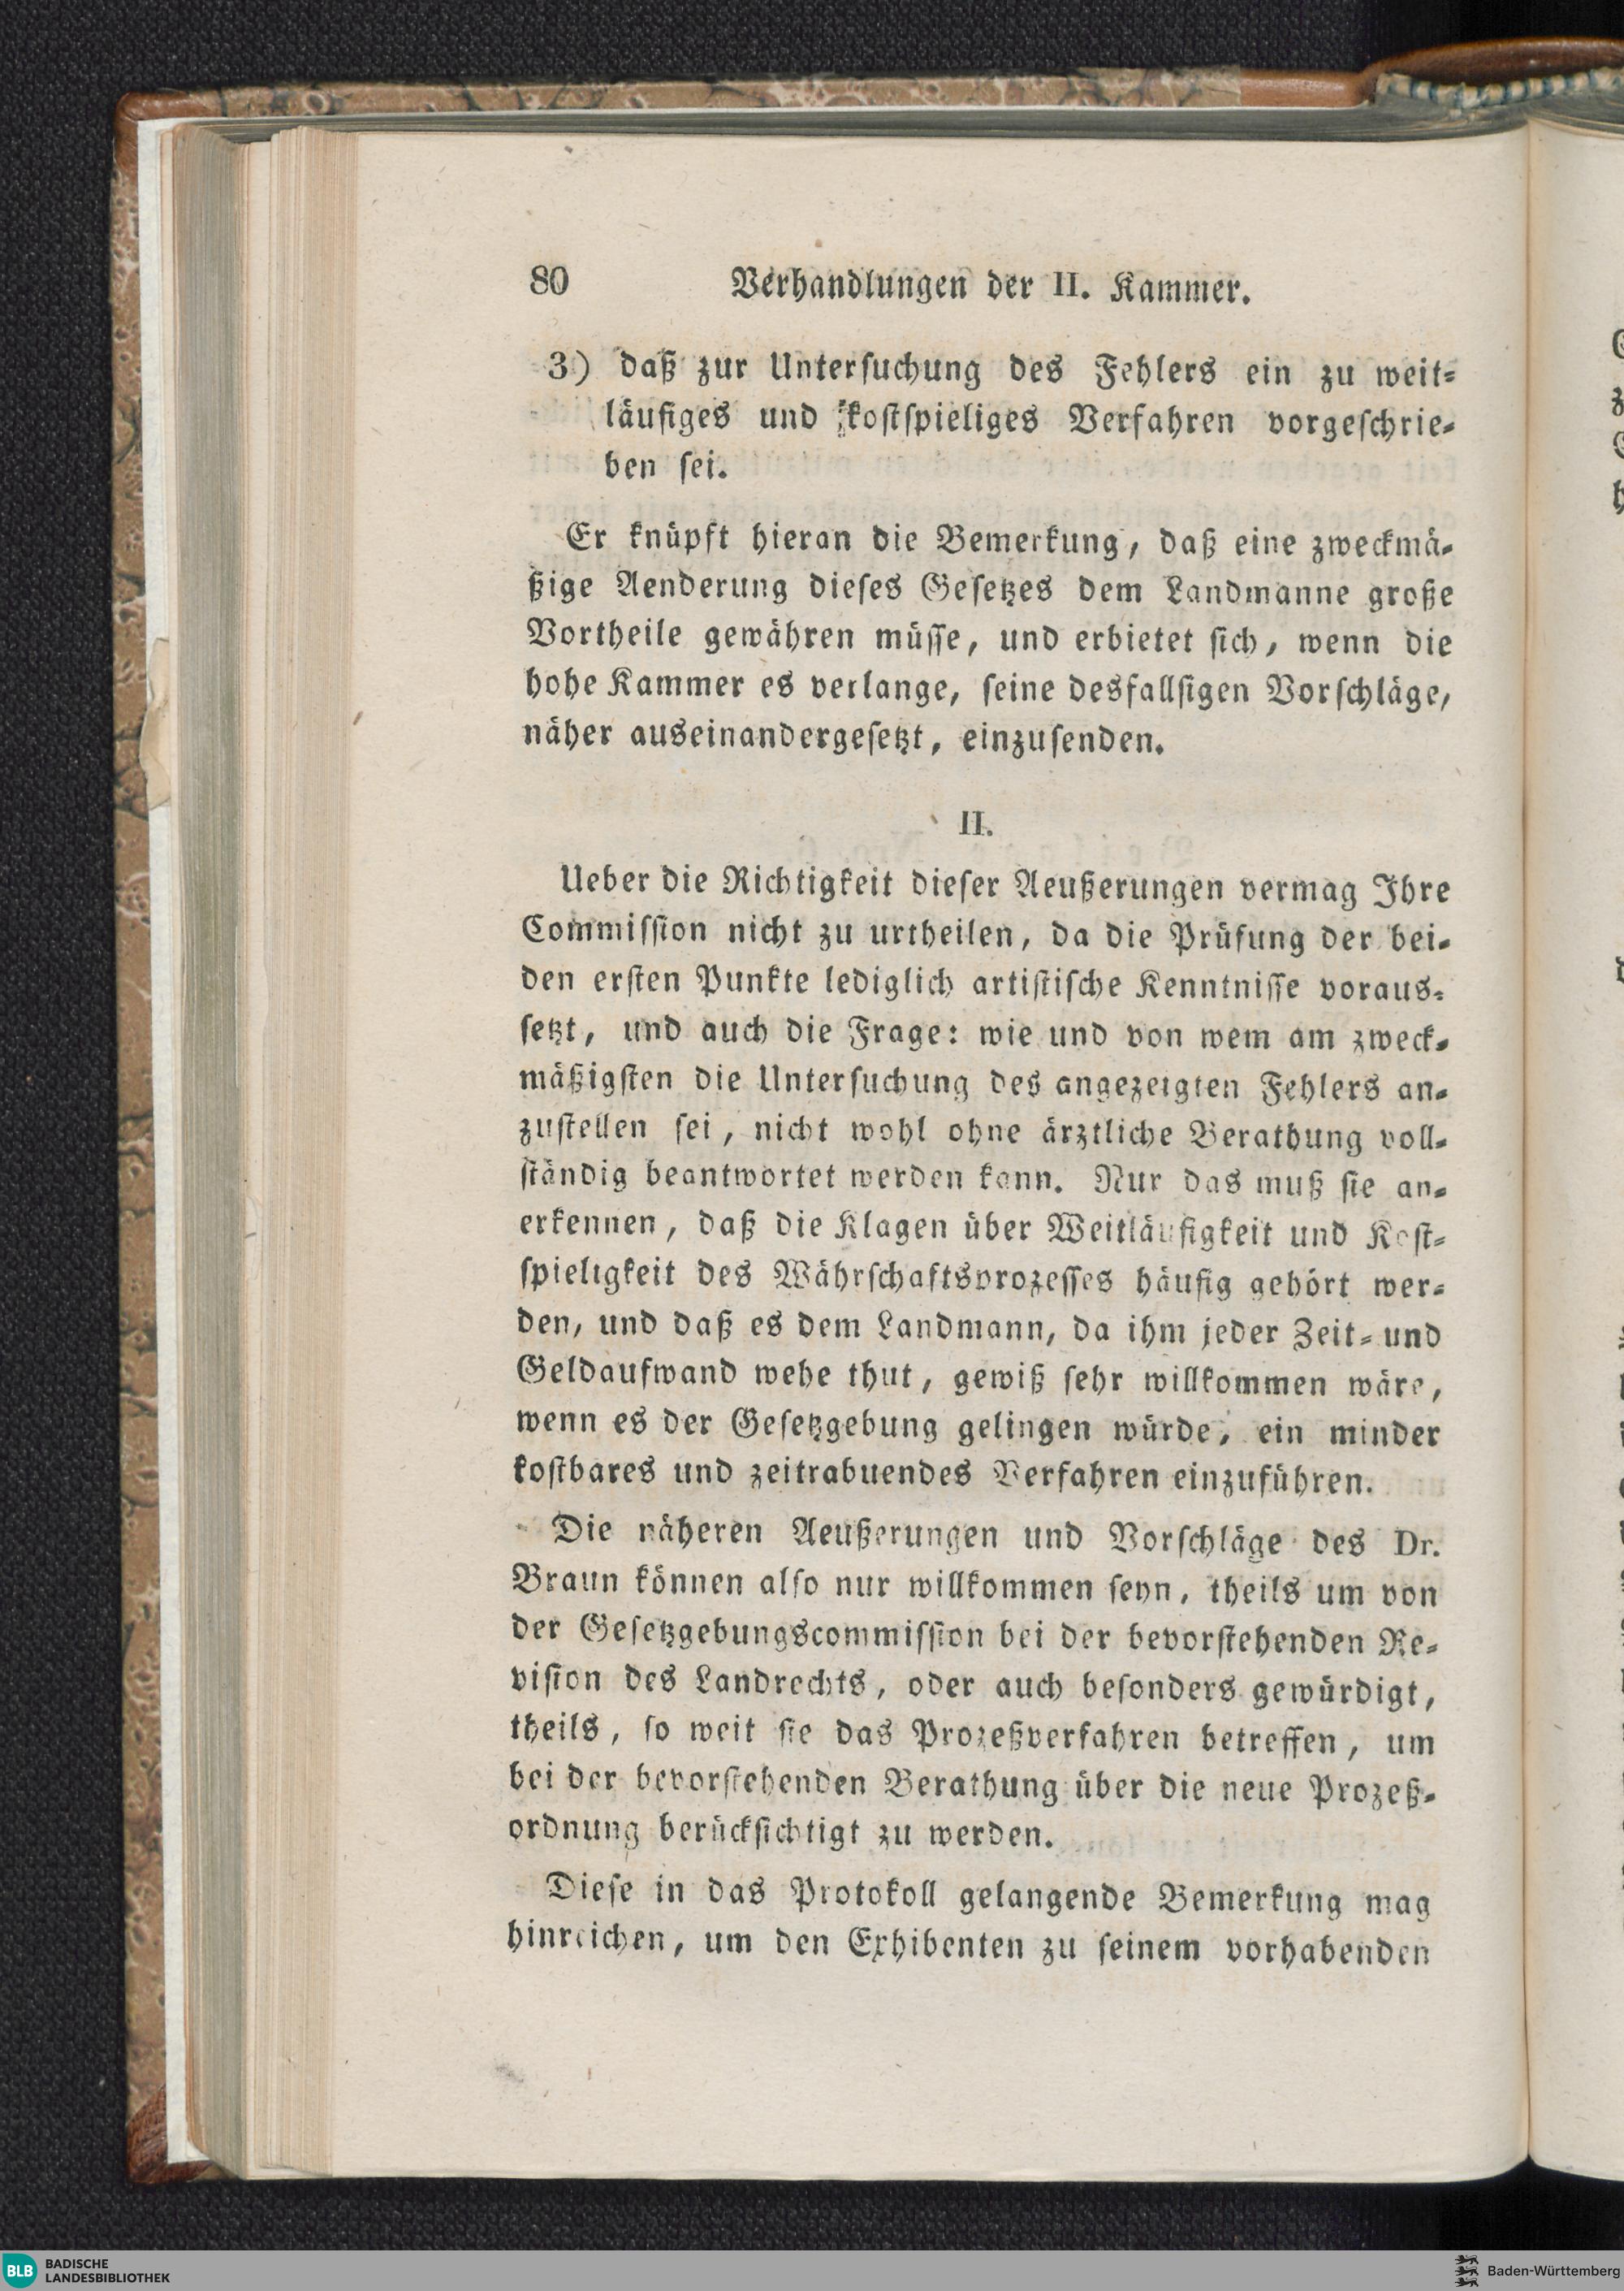 80 Verhandlungen der II. Kammer.
3) daß zur Unterſuchung des Fehlers ein zu weit-
läufiges und koſtſpieliges Verfahren vorgeſchrie-
ben ſei.
Er knüpft hieran die Bemerkung, daß eine zweckmä-
ßige Aenderung dieſes Geſetzes dem Landmanne große
Vortheile gewähren müſſe, und erbietet ſich, wenn die
hohe Kammer es verlange, ſeine desfallſigen Vorſchläge,
näher auseinandergeſetzt, einzuſenden.
II.
Ueber die Richtigkeit dieſer Aeußerungen vermag Ihre
Commiſſion nicht zu urtheilen, da die Prüfung der bei-
den erſten Punkte lediglich artiſtiſche Kenntniſſe voraus-
ſetzt, und auch die Frage: wie und von wem am zweck-
mäßigſten die Unterſuchung des angezeigten Fehlers an-
zuſtellen ſei, nicht wohl ohne ärztliche Berathung voll-
ſtändig beantwortet werden kann. Nur das muß ſie an-
erkennen, daß die Klagen über Weitläufigkeit und Koſt-
ſpieligkeit des Währſchaftsprozeſſes häufig gehört wer-
den, und daß es dem Landmann, da ihm jeder Zeit- und
Geldaufwand wehe thut, gewiß ſehr willkommen wäre,
wenn es der Geſetzgebung gelingen würde, ein minder
koſtbares und zeitrabuendes Verfahren einzuführen.
Die näheren Aeußerungen und Vorſchläge des Dr.
Braun können alſo nur willkommen ſeyn, theils um von
der Geſetzgebungscommiſſion bei der bevorſtehenden Re-
viſion des Landrechts, oder auch beſonders gewürdigt,
theils, ſo weit ſie das Prozeßverfahren betreffen, um
bei der bevorſtehenden Berathung über die neue Prozeß-
ordnung berückſichtigt zu werden.
Dieſe in das Protokoll gelangende Bemerkung mag
hinreichen, um den Exhibenten zu ſeinem vorhabenden
BLB BADISCHE
LANDESBIBLIOTHEK
Baden-Württemberg